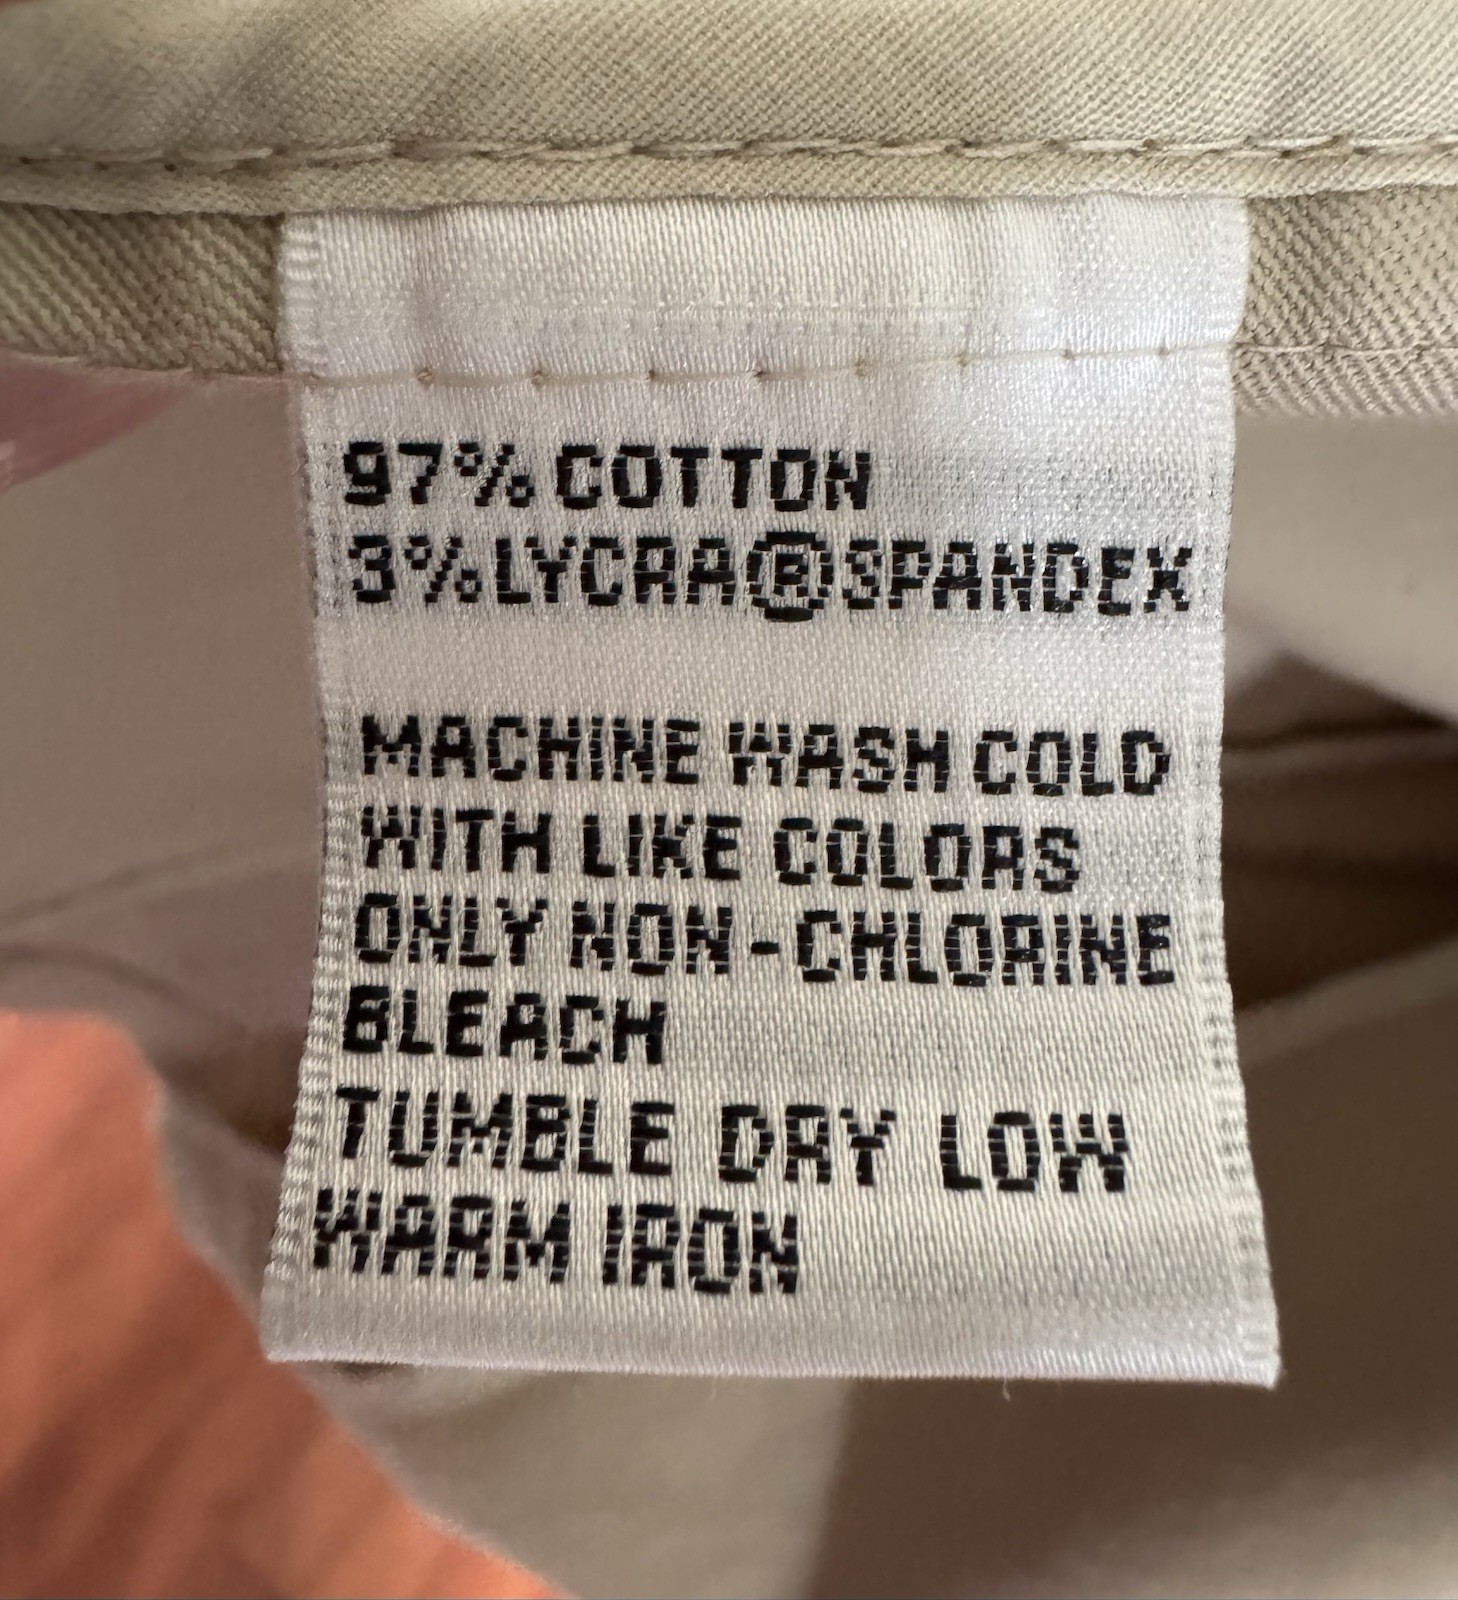 97% COTTON
3% LYCRA® SPANDEX
MACHINE WASH COLD
WITH LIKE COLORS
ONLY NON-CHLORINE
BLEACH
TUMBLE DRY LOW
WARM IRON